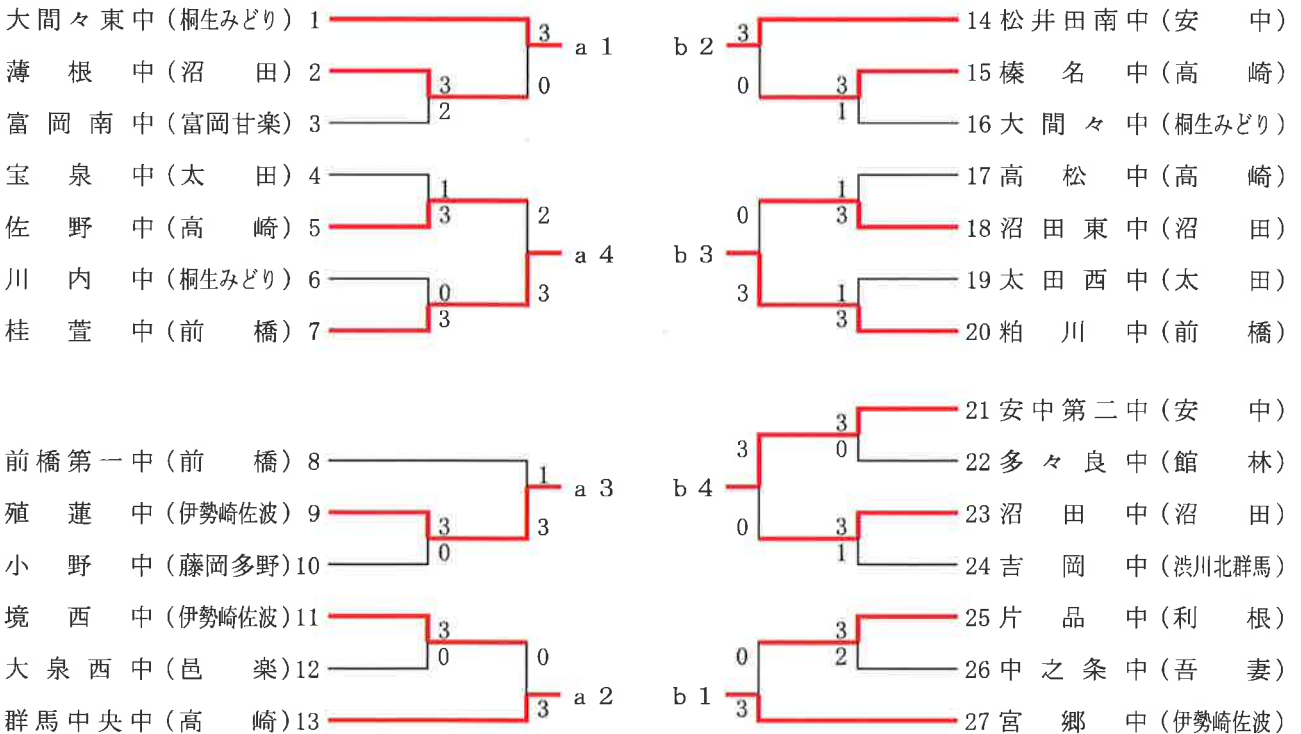 大間々東中(桐生みどり) 1
薄根中(沼田) 2
富岡南中(富岡甘楽) 3
宝泉中(太田) 4
佐野中(高崎) 5
川内中(桐生みどり) 6
桂萱中(前橋) 7
前橋第一中(前橋) 8
殖蓮中(伊勢崎佐波) 9
小野中(藤岡多野)10
境西中(伊勢崎佐波)11
大泉西中(邑楽)12
群馬中央中(高崎)13
3
0
a 1
3
2
1
3
2
3
a 4
0
3
1
3
a 3
3
0
3
0
0
3
a 2
b 2
3
0
3
1
b 3
0
3
1
3
1
3
b 4
3
0
3
0
3
1
b 1
0
3
3
2
14 松井田南中(安中)
15 榛名中(高崎)
16 大間々中(桐生みどり)
17 高松中(高崎)
18 沼田東中(沼田)
19 太田西中(太田)
20 粕川中(前橋)
21 安中第二中(安中)
22 多々良中(館林)
23 沼田中(沼田)
24 吉岡中(渋川北群馬)
25 片品中(利根)
26 中之条中(吾妻)
27 宮郷中(伊勢崎佐波)